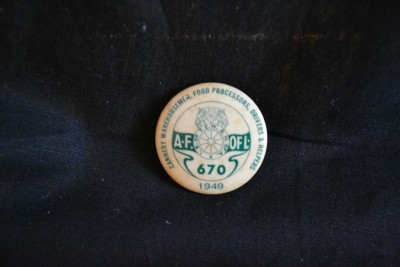 CANNERY WAREHOUSEMEN, FOOD PROCESSORS, DRIVERS & HELPERS
A.F. OF L.
670
1949